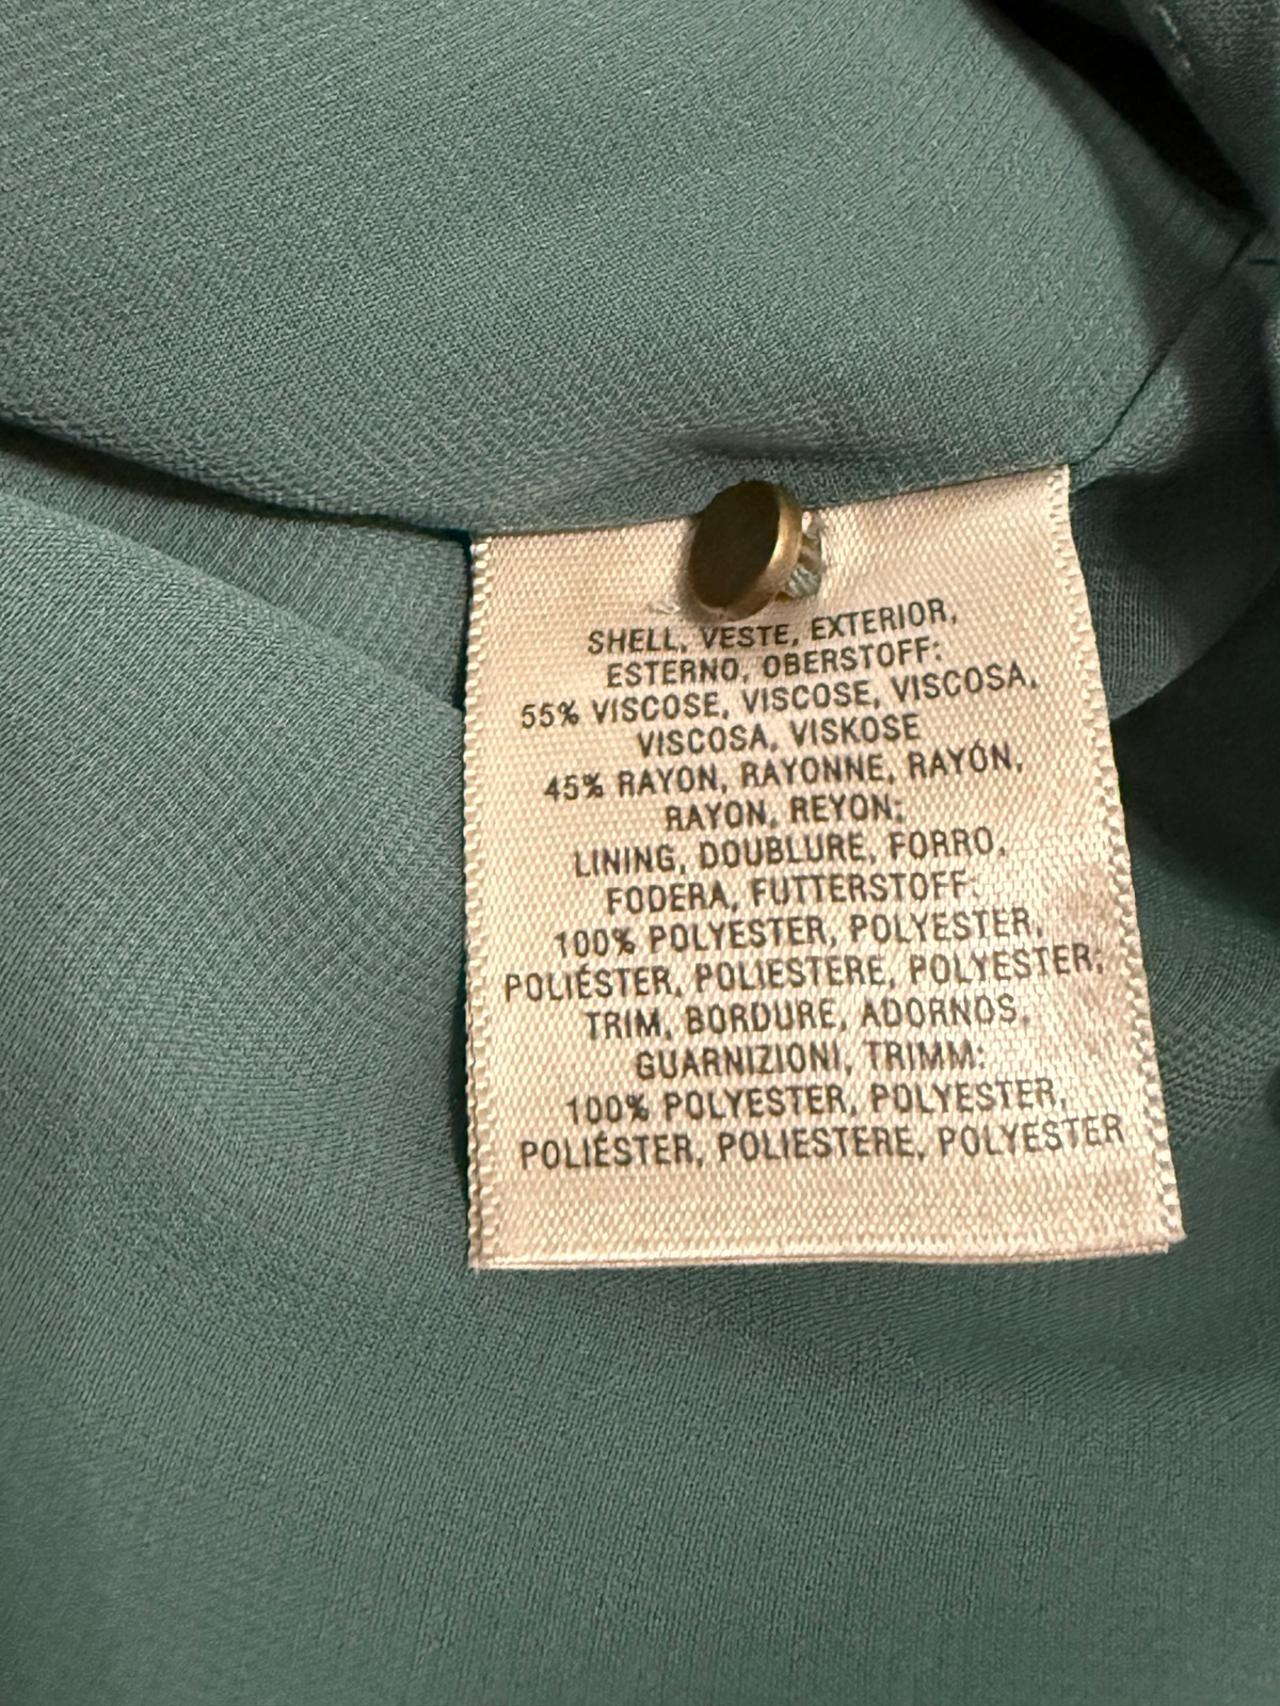 SHELL, VESTE, EXTERIOR,
ESTERNO, OBERSTOFF:
55% VISCOSE, VISCOSE, VISCOSA,
VISCOSA, VISKOSE
45% RAYON, RAYONNE, RAYÓN,
RAYON, REYON;
LINING, DOUBLURE, FORRO,
FODERA, FUTTERSTOFF:
100% POLYESTER, POLYESTER,
POLIÉSTER, POLIESTERE, POLYESTER;
TRIM, BORDURE, ADORNOS,
GUARNIZIONI, TRIMM:
100% POLYESTER, POLYESTER,
POLIÉSTER, POLIESTERE, POLYESTER